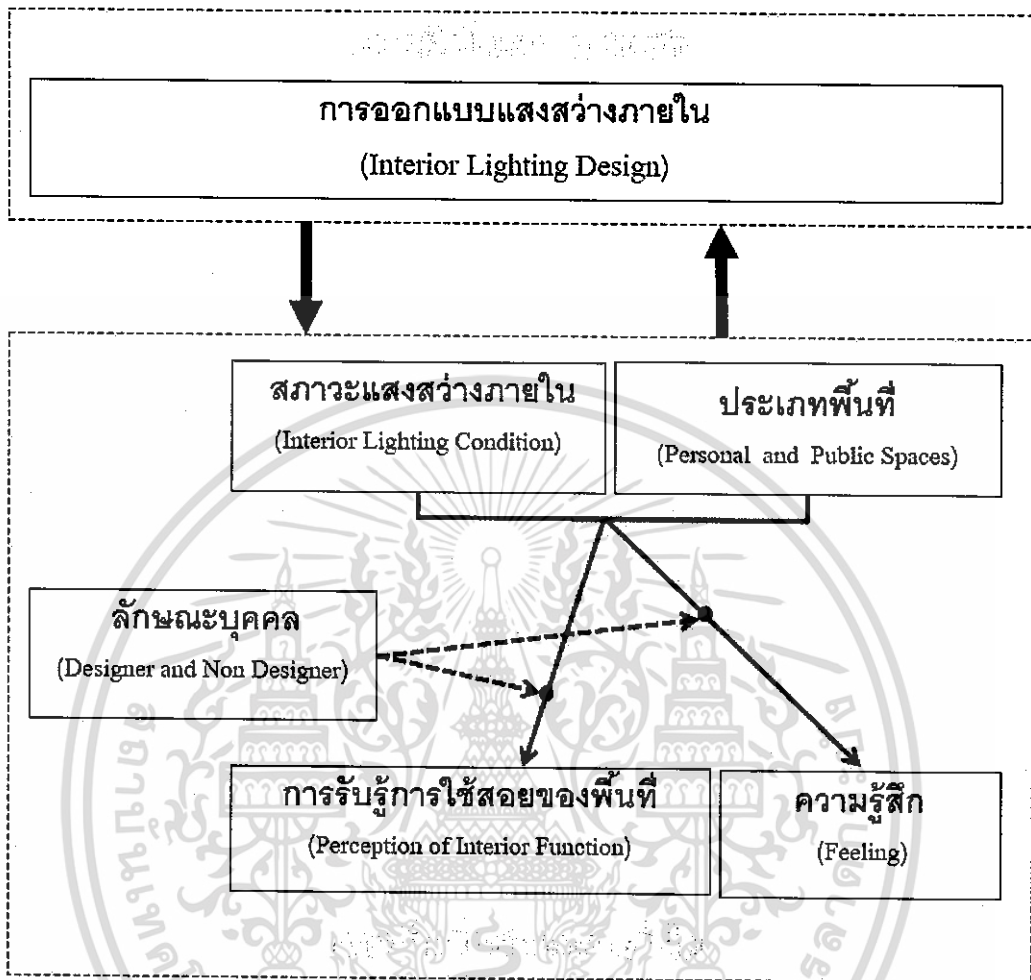 การออกแบบแสงสว่างภายใน
(Interior Lighting Design)
สภาวะแสงสว่างภายใน
(Interior Lighting Condition)
ประเภทพื้นที่
(Personal and Public Spaces)
ลักษณะบุคคล
(Designer and Non Designer)
การรับรู้การใช้สอยของพื้นที่
(Perception of Interior Function)
ความรู้สึก
(Feeling)